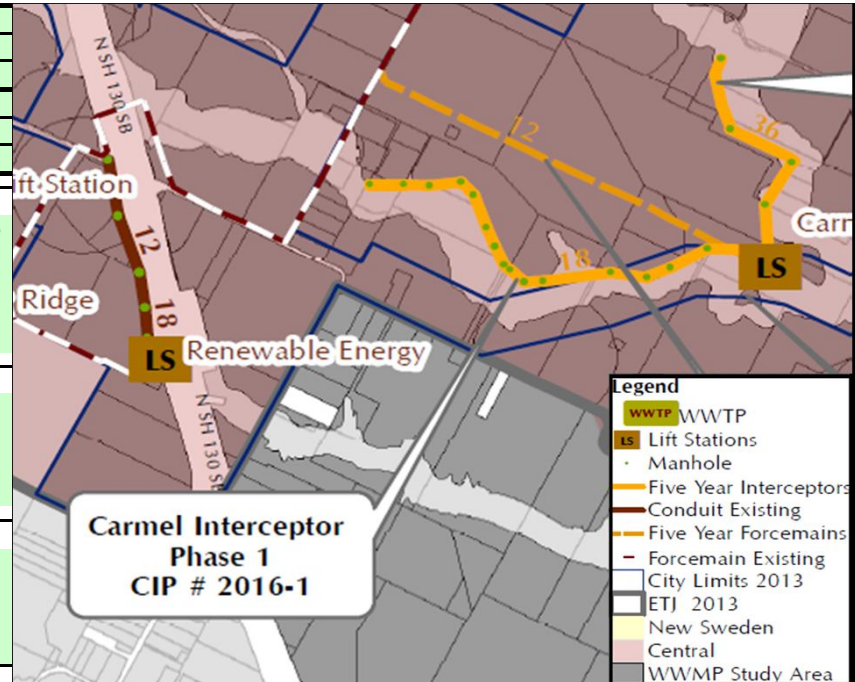 N SH 130 SB
12
36
ift Station
Carm
12
18
LS
18
Ridge
LS
Renewable Energy
N SH 130 SB
Carmel Interceptor
Phase 1
CIP # 2016-1
Legend
WWTP WWTP
LS Lift Stations
Manhole
Five Year Interceptors
Conduit Existing
Five Year Forcemains
Forcemain Existing
City Limits 2013
ETJ 2013
New Sweden
Central
WWMP Study Area